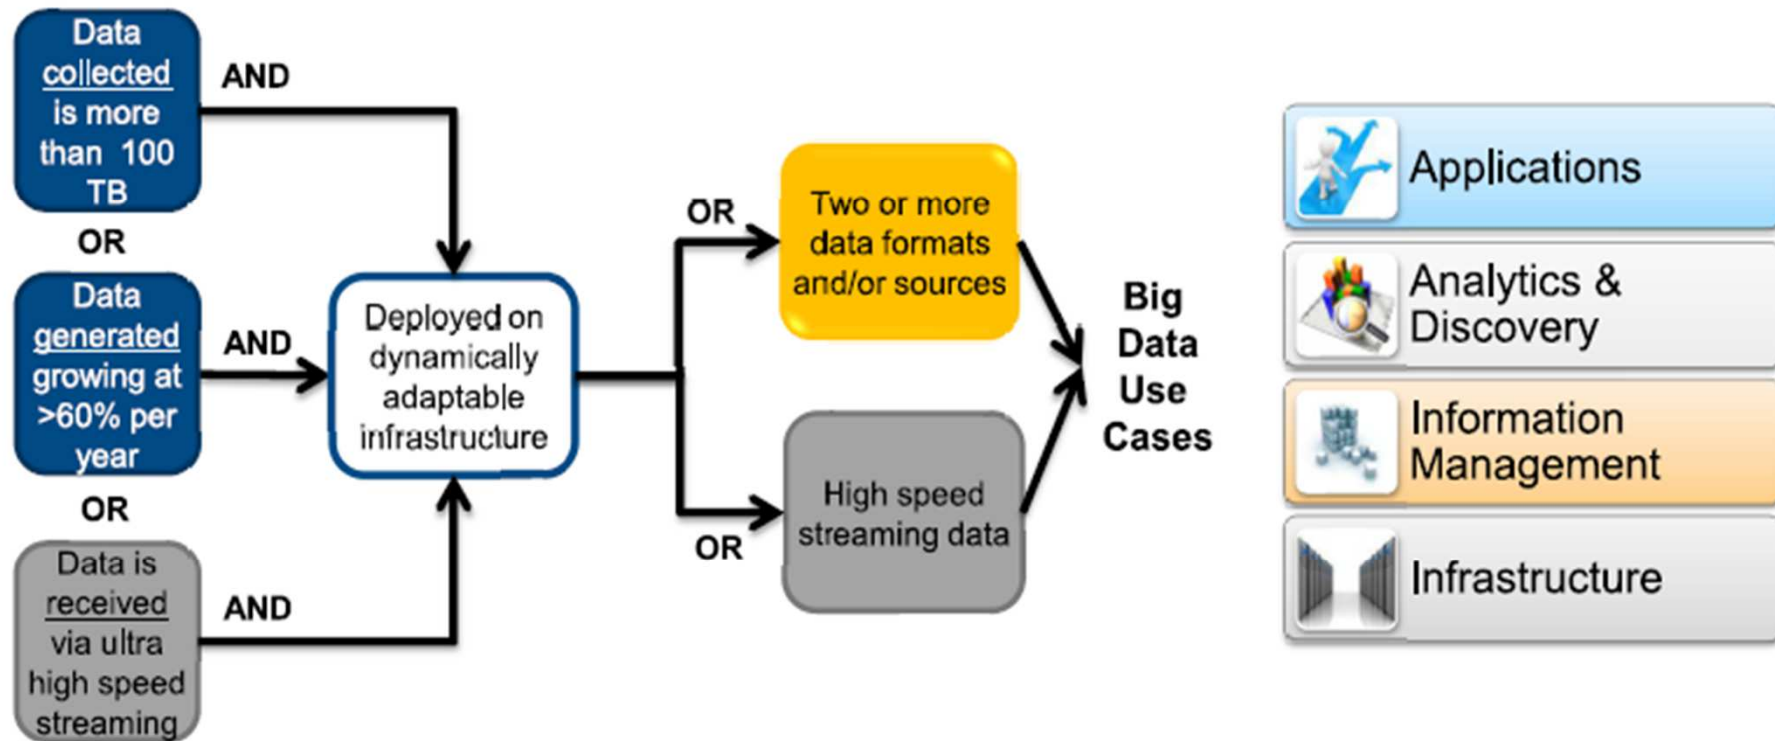 Data
collected
is more
than 100
TB
AND
OR
Data
generated
growing at
>60% per
year
AND
OR
Data is
received
via ultra
high speed
streaming
AND
Deployed on
dynamically
adaptable
infrastructure
OR
Two or more
data formats
and/or sources
OR
High speed
streaming data
Big
Data
Use
Cases
Applications
Analytics &
Discovery
Information
Management
Infrastructure